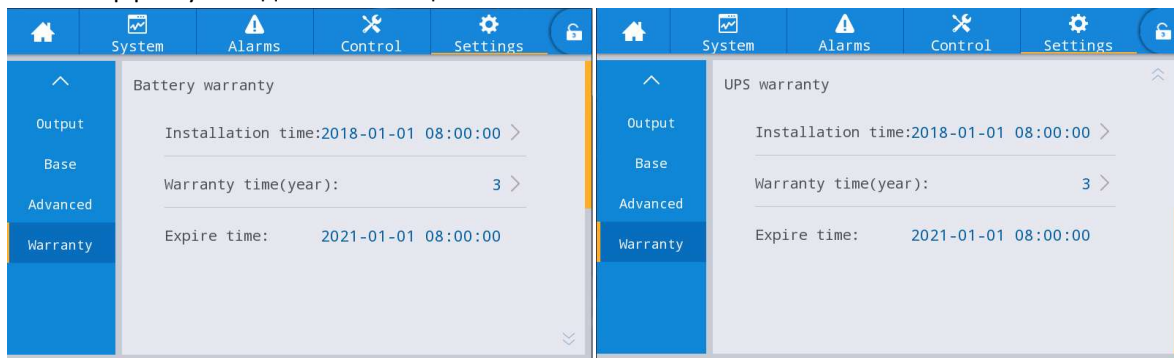 System Alarms Control Settings
Battery warranty
Output
Installation time:2018-01-01 08:00:00
Base
Warranty time(year): 3
Advanced
Warranty
Expire time: 2021-01-01 08:00:00
System Alarms Control Settings
UPS warranty
Output
Installation time:2018-01-01 08:00:00
Base
Warranty time(year): 3
Advanced
Warranty
Expire time: 2021-01-01 08:00:00